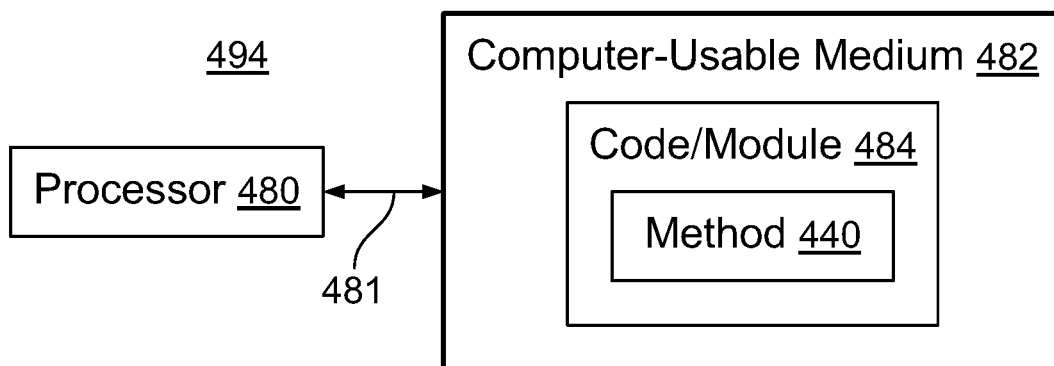 494
Computer-Usable Medium 482
Code/Module 484
Processor 480
Method 440
481